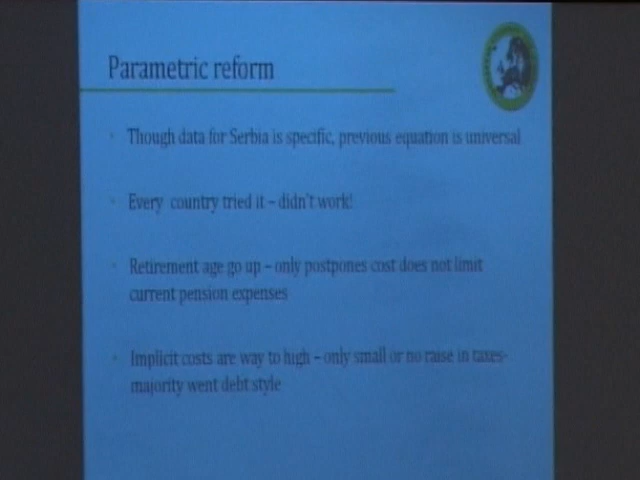 Parametric reform
Though data for Serbia is specific, previous equation is universal
Every country tried it – didn't work!
Retirement age go up – only postpones cost does not limit
current pension expenses
Implicit costs are way to high – only small or no raise in taxes-
majority went debt style